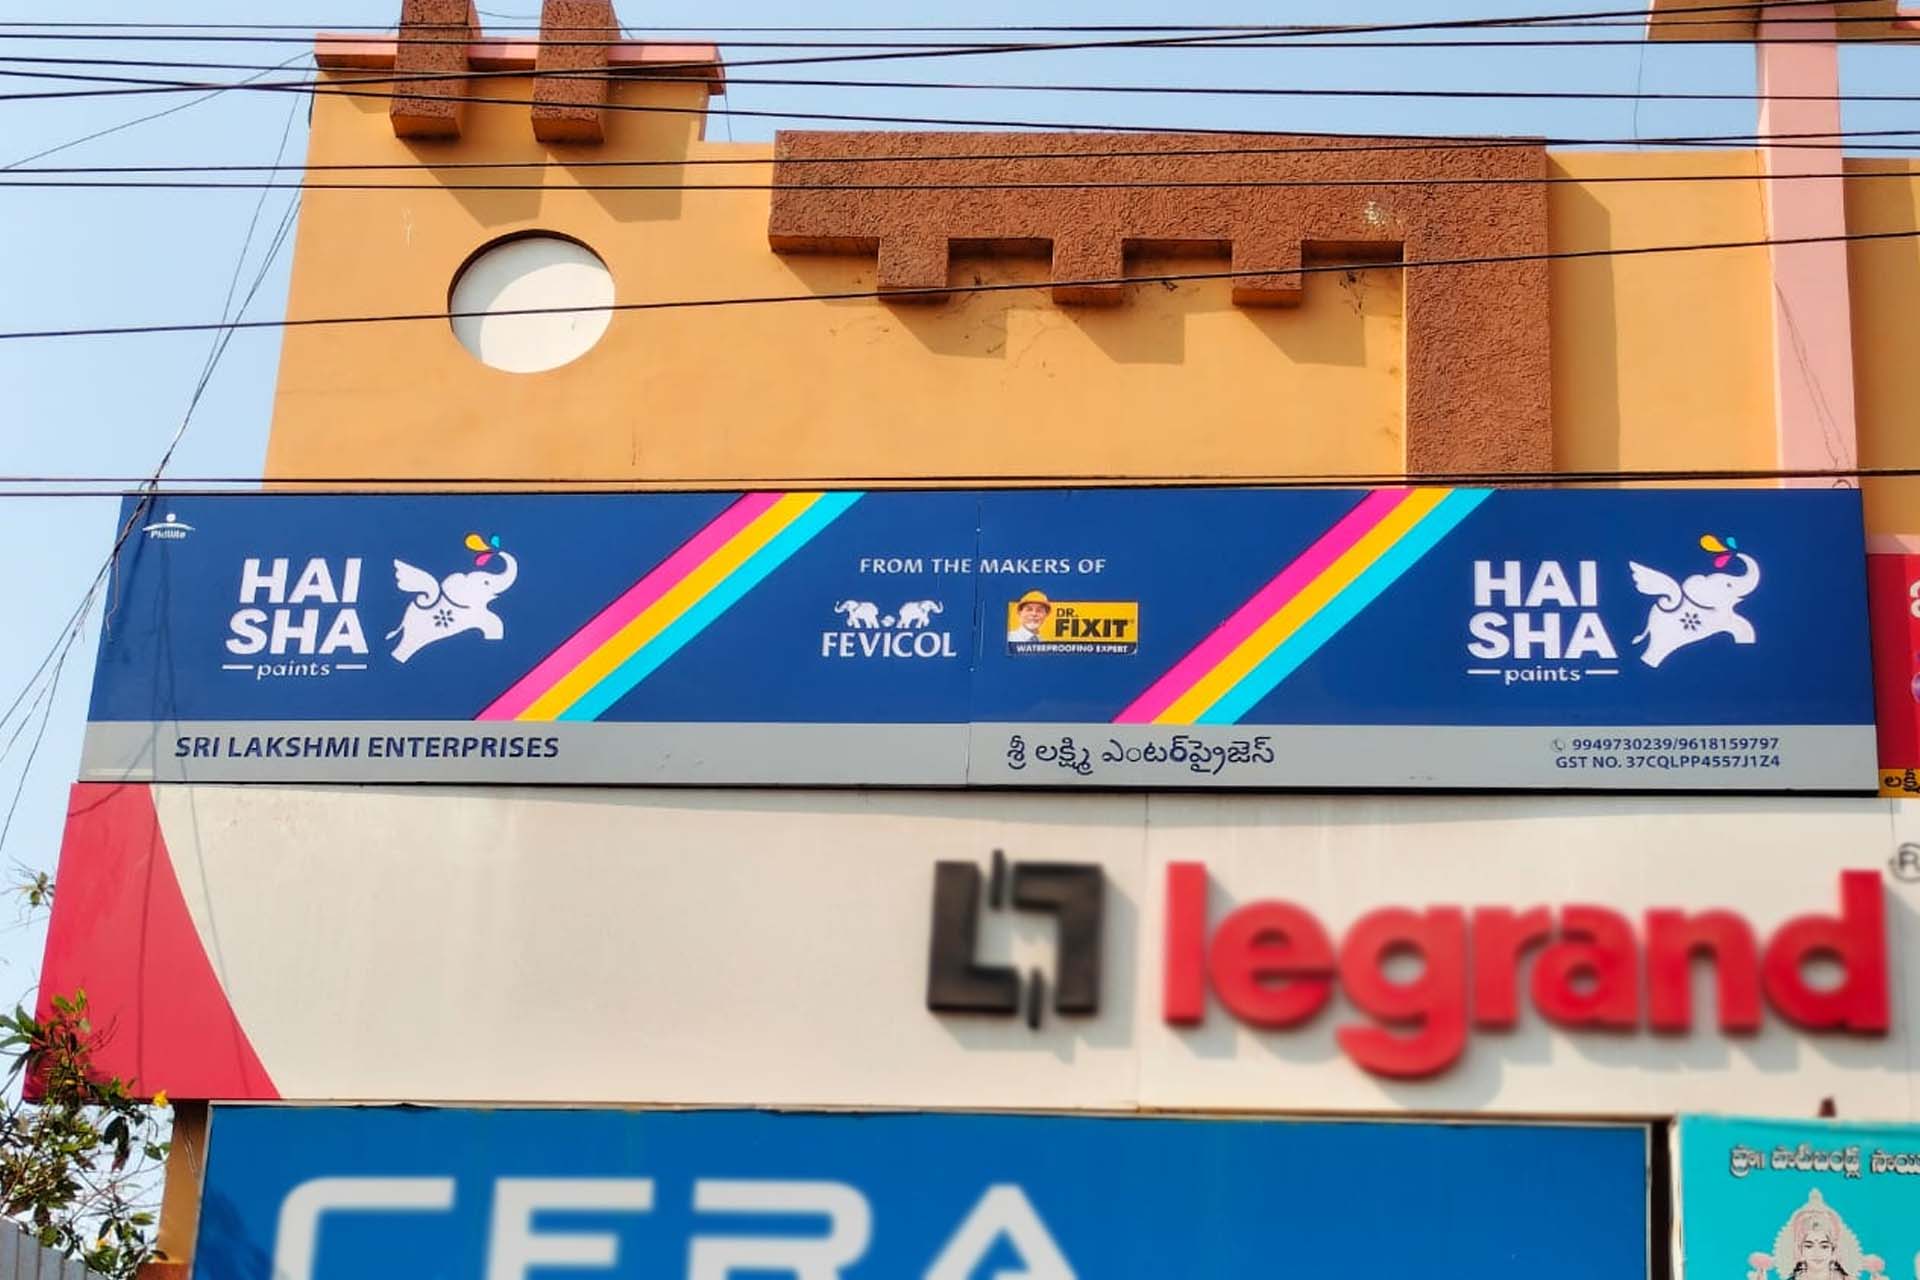 Pidilite
HAI
SHA
paints
FROM THE MAKERS OF
FEVICOL
DR.
FIXIT
WATERPROOFING EXPERT
HAI
SHA
paints
SRI LAKSHMI ENTERPRISES
శ్రీ లక్ష్మి ఎంటర్‌ప్రైజెస్
9949730239/9618159797
GST NO. 37CQLPP4557J1Z4
legrand®
CERA